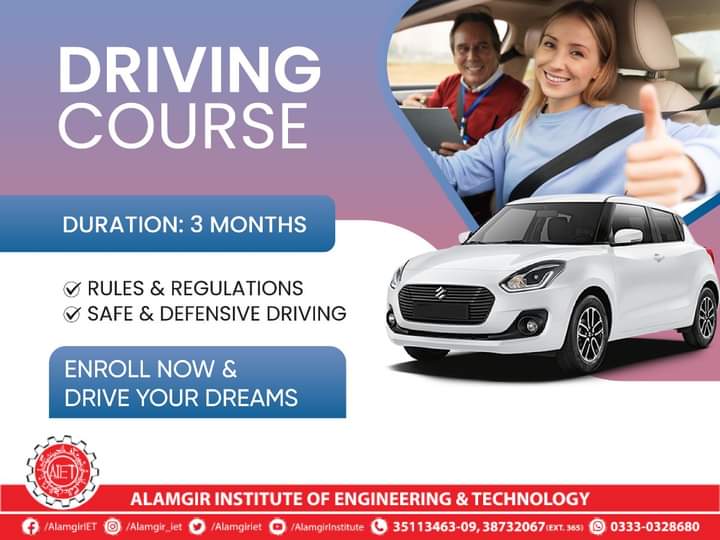 DRIVING
COURSE
DURATION: 3 MONTHS
RULES & REGULATIONS
SAFE & DEFENSIVE DRIVING
ENROLL NOW &
DRIVE YOUR DREAMS
AIET
ALAMGIR INSTITUTE OF ENGINEERING & TECHNOLOGY
/AlamgirIET /Alamgir_iet /Alamgiriet /AlamgirInstitute 35113463-09, 38732067 (EXT. 365) 0333-0328680